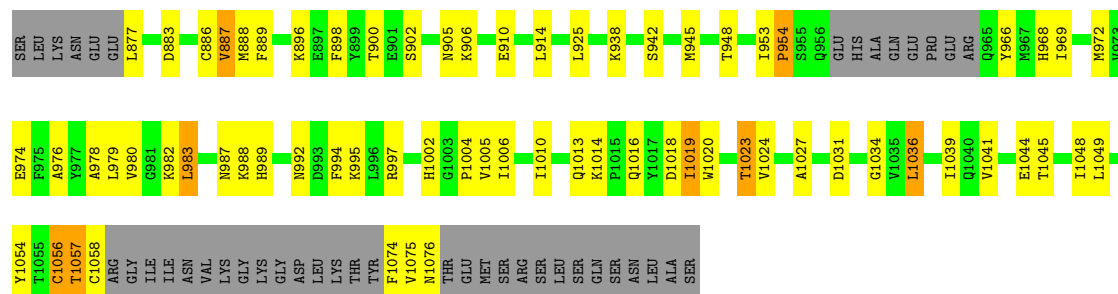 SER LEU LYS ASN GLU GLU L877 D883 C886 V887 M888 F889 K896 E897 F898 Y899 T900 E901 S902 N905 K906 E910 L914 L925 K938 S942 M945 T948 I953 P954 S955 Q956 GLU HIS ALA GLN GLU GLU PRO GLU ARG Q965 Y966 M967 H968 I969 M972
E974 F975 A976 Y977 A978 L979 V980 G981 K982 L983 N987 K988 H989 N992 D993 F994 K995 L996 R997 H1002 G1003 P1004 V1005 I1006 I1010 Q1013 K1014 P1015 Q1016 Y1017 D1018 I1019 W1020 T1023 V1024 A1027 D1031 G1034 V1035 L1036 I1039 Q1040 V1041 E1044 T1045 I1048 L1049
Y1054 T1055 C1056 T1057 C1058 ARG GLY ILE ILE ASN VAL LYS GLY LYS GLY ASP LEU LYS THR TYR F1074 V1075 N1076 THR GLU MET SER ARG SER LEU SER GLN SER ASN LEU ALA SER